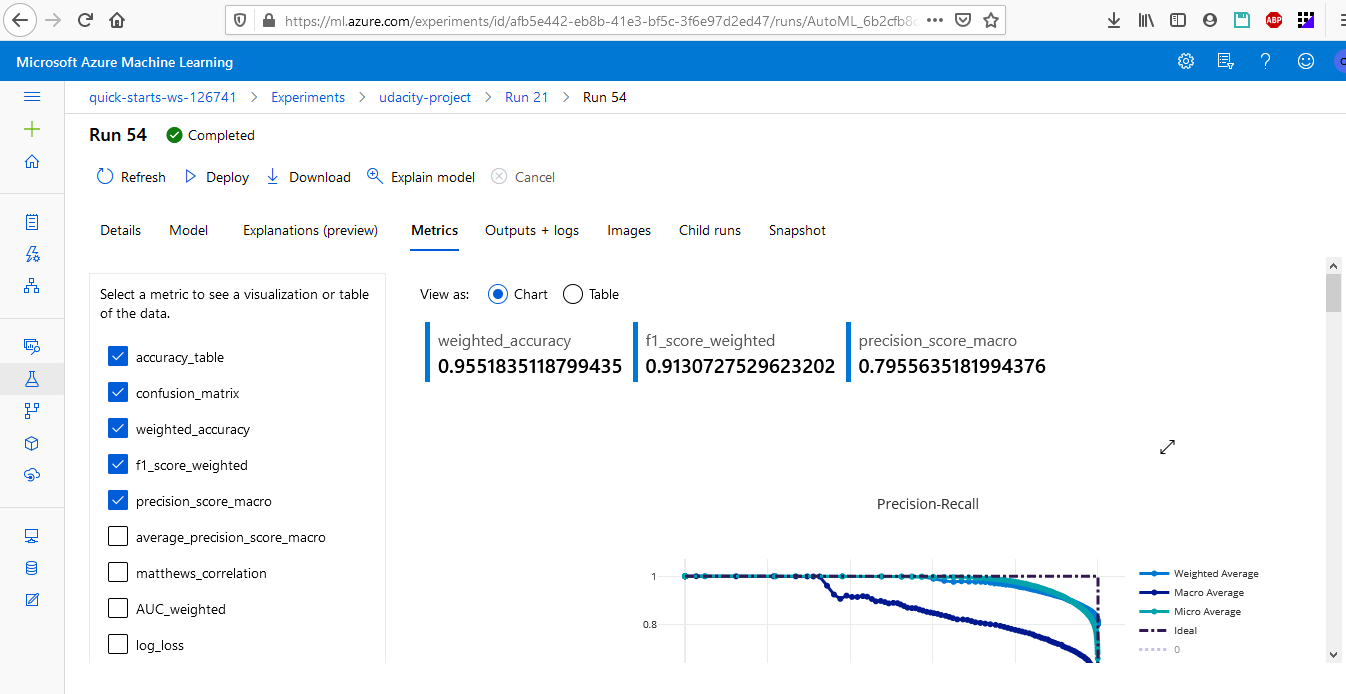 https://ml.azure.com/experiments/id/afb5e442-eb8b-41e3-bf5c-3f6e97d2ed47/runs/AutoML_6b2cfb8c
ABP
Microsoft Azure Machine Learning
?
quick-starts-ws-126741 > Experiments > udacity-project > Run 21 > Run 54
Run 54 Completed
Refresh Deploy Download Explain model Cancel
Details Model Explanations (preview) Metrics Outputs + logs Images Child runs Snapshot
Select a metric to see a visualization or table
of the data.
accuracy_table
confusion_matrix
weighted_accuracy
f1_score_weighted
precision_score_macro
average_precision_score_macro
matthews_correlation
AUC_weighted
log_loss
View as: Chart Table
weighted_accuracy
0.9551835118799435
f1_score_weighted
0.9130727529623202
precision_score_macro
0.7955635181994376
Precision-Recall
1
0.8
Weighted Average
Macro Average
Micro Average
Ideal
0